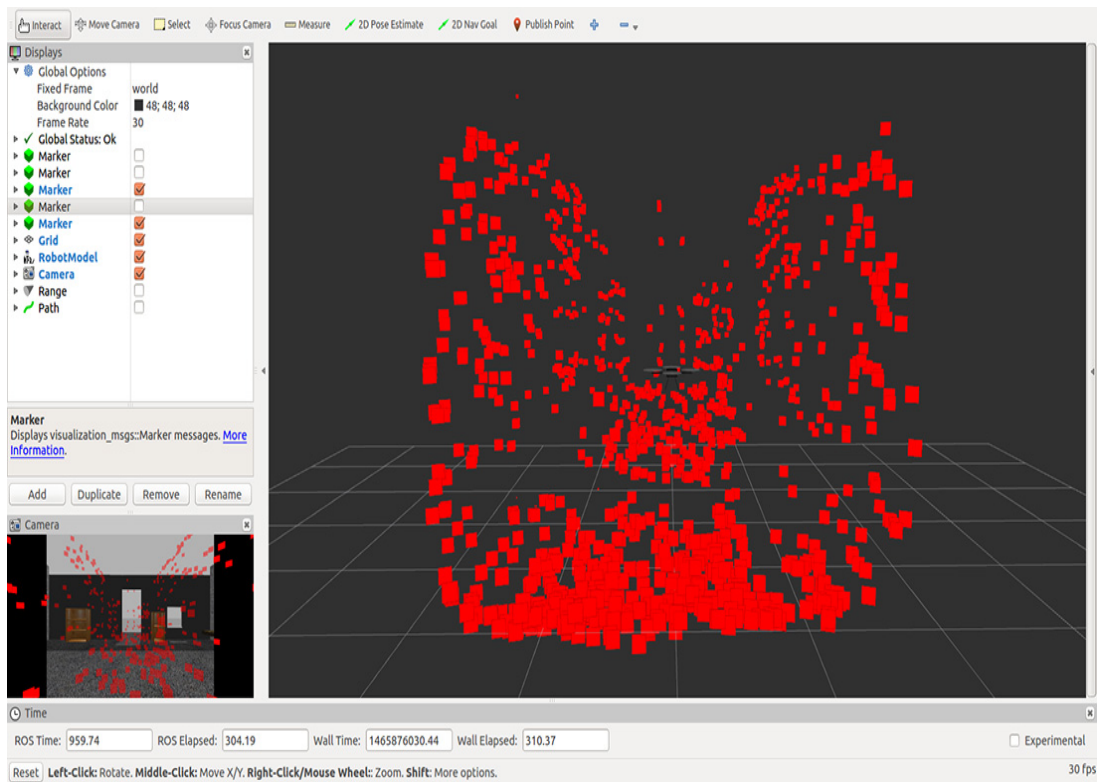 Interact Move Camera Select Focus Camera Measure 2D Pose Estimate 2D Nav Goal Publish Point
Displays
Global Options
Fixed Frame world
Background Color 48; 48; 48
Frame Rate 30
Global Status: Ok
Marker
Marker
Marker
Marker
Marker
Grid
RobotModel
Camera
Range
Path
Marker
Displays visualization_msgs::Marker messages. More
Information.
Add Duplicate Remove Rename
Camera
Time
ROS Time: 959.74 ROS Elapsed: 304.19 Wall Time: 1465876030.44 Wall Elapsed: 310.37 Experimental
Reset Left-Click: Rotate. Middle-Click: Move X/Y. Right-Click/Mouse Wheel:: Zoom. Shift: More options. 30 fps